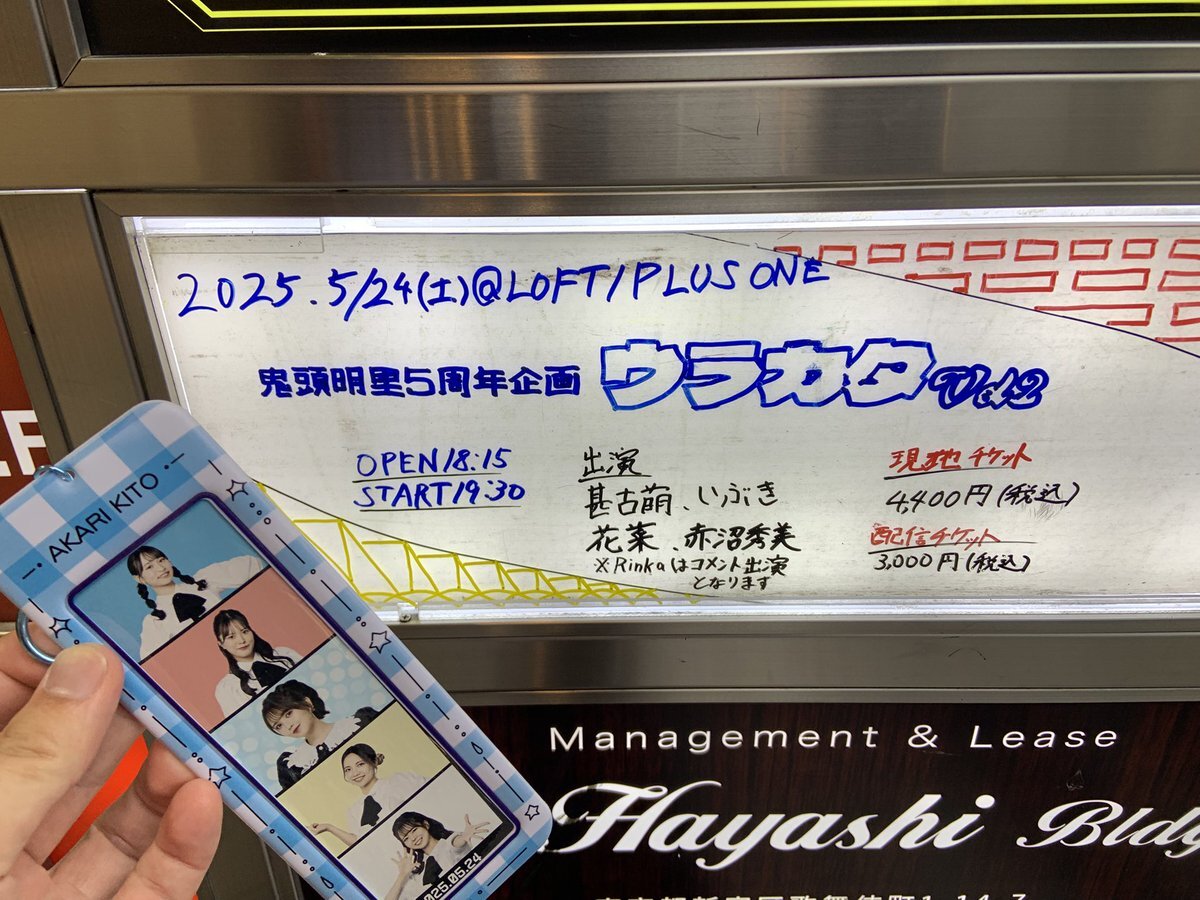 2025.5/24(土)@LOFT/PLUS ONE
鬼頭明里5周年企画 ウラカタ Vol.2
OPEN 18:15
START 19:30
出演
甚古萌、いぶき
花菜、赤沼秀美
※Rinkaはコメント出演
となります
現地チケット
4,400円(税込)
配信チケット
3,000円(税込)
AKARI KITO
025.05.24
Management & Lease
Hayashi Bldg